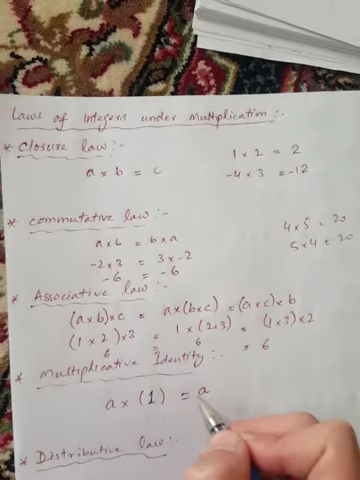 Laws of Integers under Multiplication :-
* Closure law :-
a × b = c
1 × 2 = 2
-4 × 3 = -12
* Commutative law :-
a × b = b × a
4 × 5 = 20
-2 × 3 = 3 × -2
5 × 4 = 20
-6 = -6
* Associative law :-
(a×b)×c = a×(b×c) = (a×c)×b
(1×2)×3 = 1×(2×3) = (1×3)×2
6 = 6 = 6
* Multiplicative Identity :-
a × (1) = a
* Distributive law :-